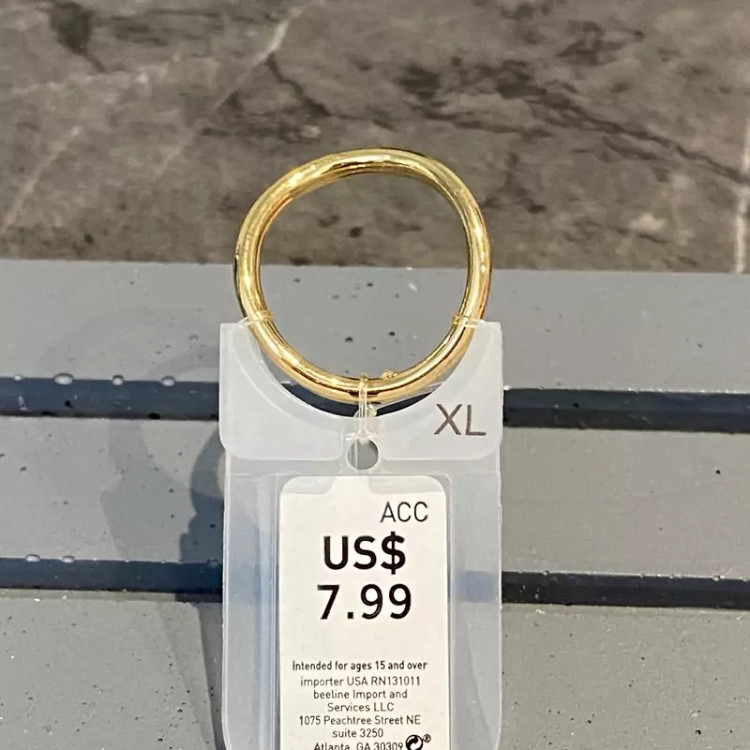 XL
ACC
US$
7.99
Intended for ages 15 and over
importer USA RN131011
beeline Import and
Services LLC
1075 Peachtree Street NE
suite 3250
Atlanta, GA 30309